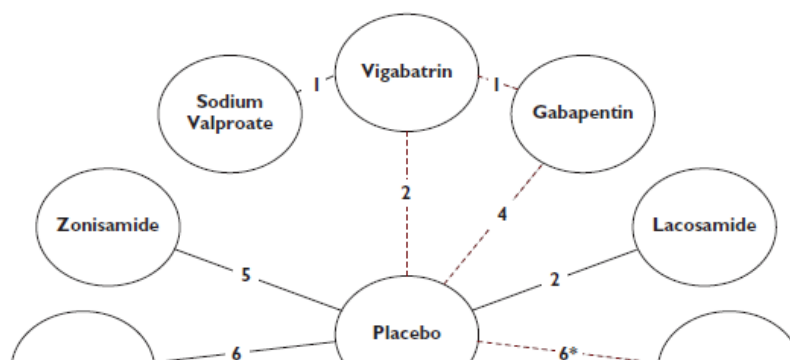 Vigabatrin
1
1
Sodium
Valproate
Gabapentin
2
4
Zonisamide
Lacosamide
5
2
Placebo
6
6*